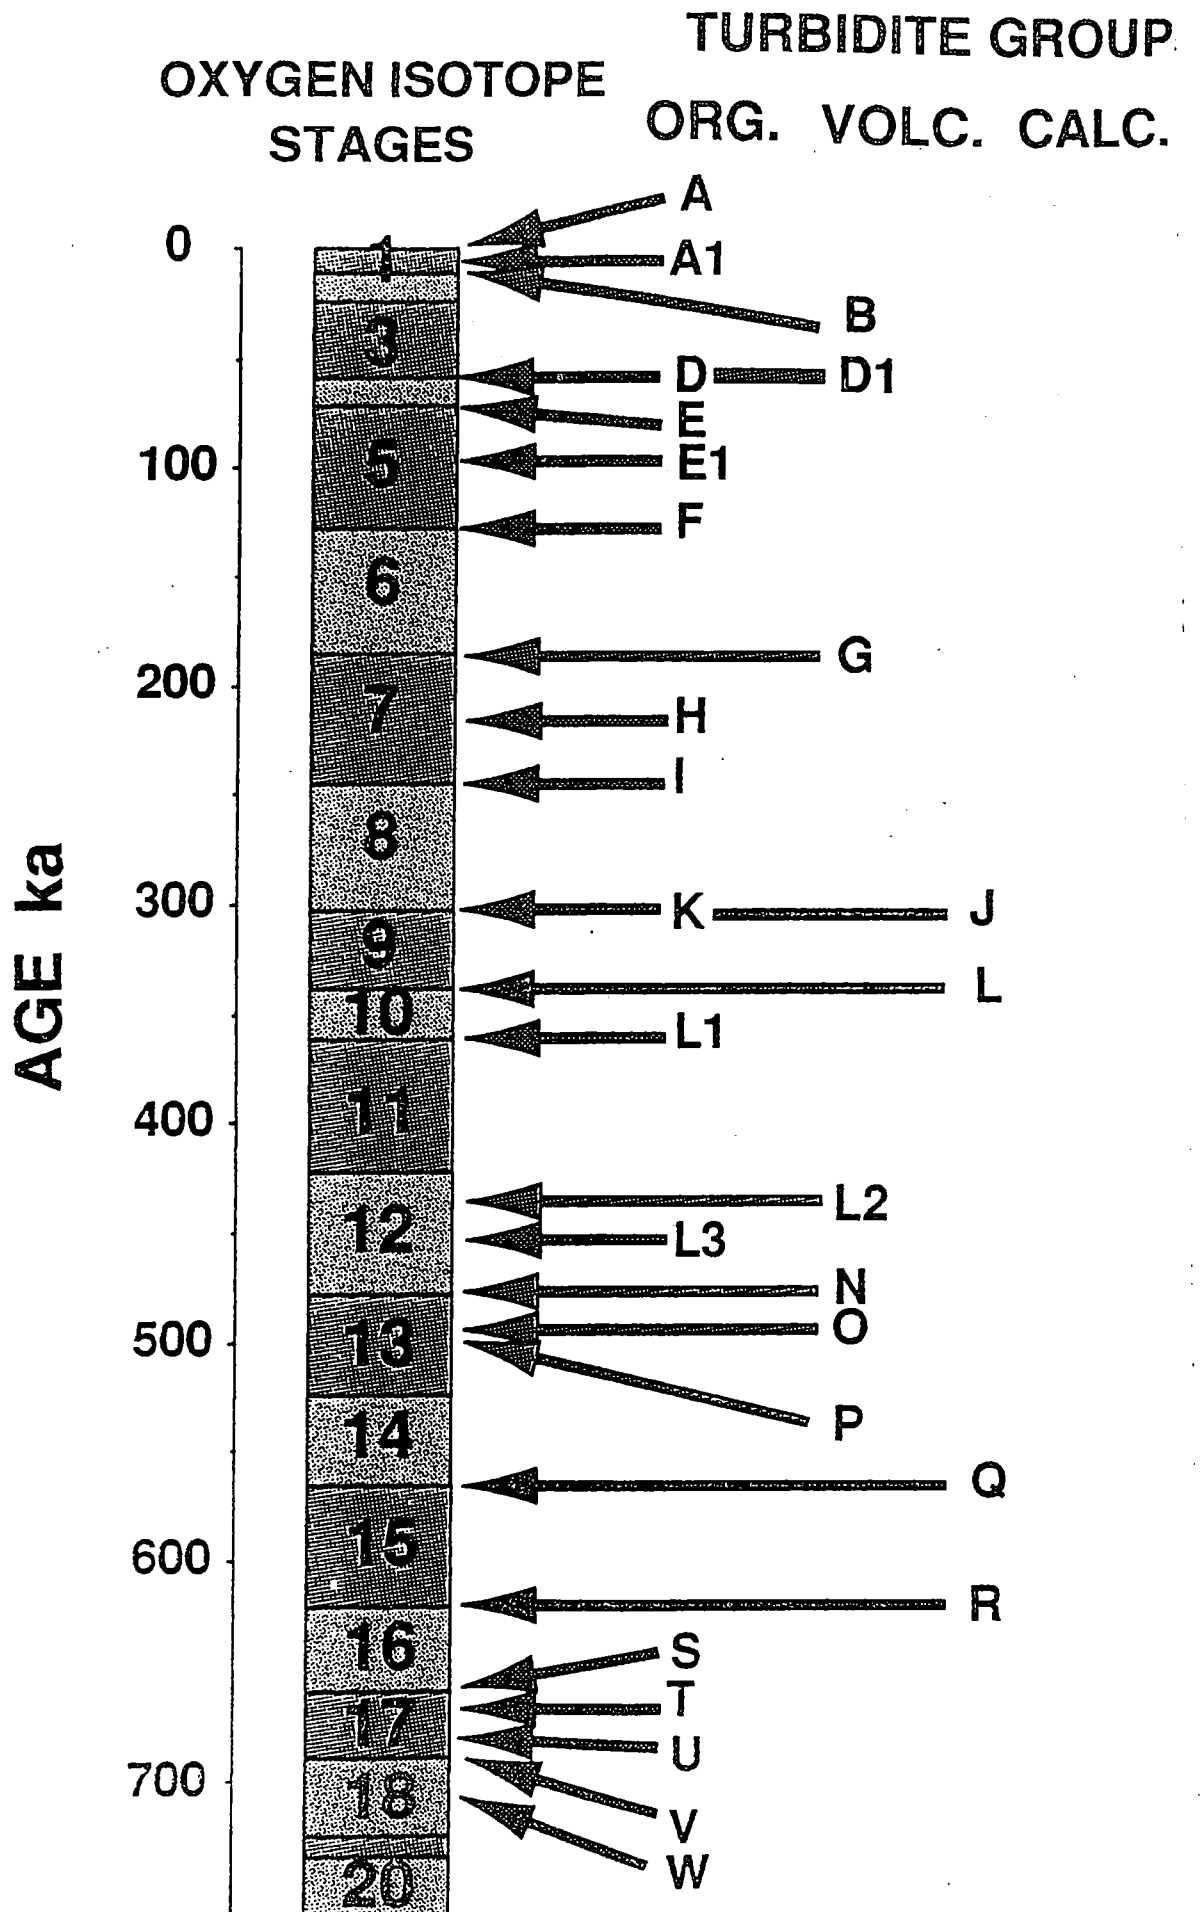 TURBIDITE GROUP
OXYGEN ISOTOPE
STAGES
ORG. VOLC. CALC.
A
0
1
A1
B
3
D D1
E
100
5
E1
F
6
G
200
7
H
I
8
300
K J
9
L
10
L1
AGE ka
400
11
L2
12
L3
N
500
13
O
P
14
Q
15
600
R
16
S
T
17
U
700
18
V
W
20